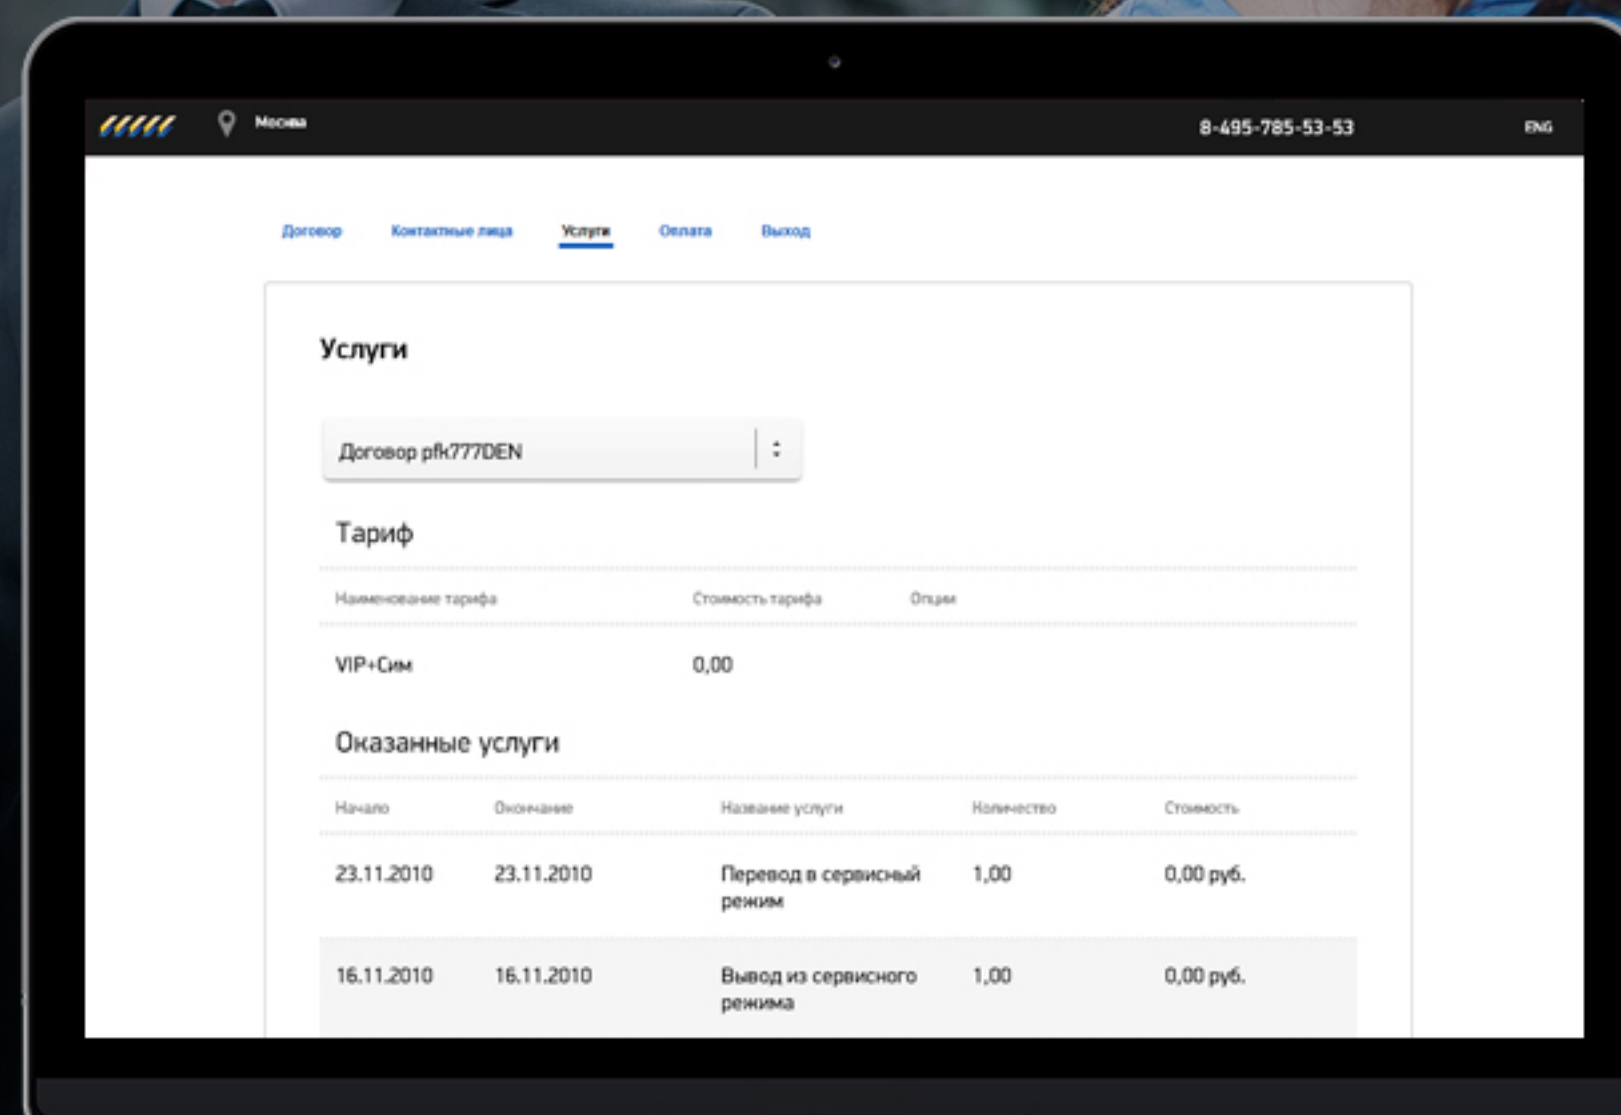 Москва
8-495-785-53-53
ENG
Договор Контактные лица Услуги Оплата Выход
Услуги
Договор pfk777DEN
Тариф
Наименование тарифа Стоимость тарифа Опции
VIP+Сим 0,00
Оказанные услуги
Начало Окончание Название услуги Количество Стоимость
23.11.2010 23.11.2010 Перевод в сервисный 1,00 0,00 руб.
режим
16.11.2010 16.11.2010 Вывод из сервисного 1,00 0,00 руб.
режима